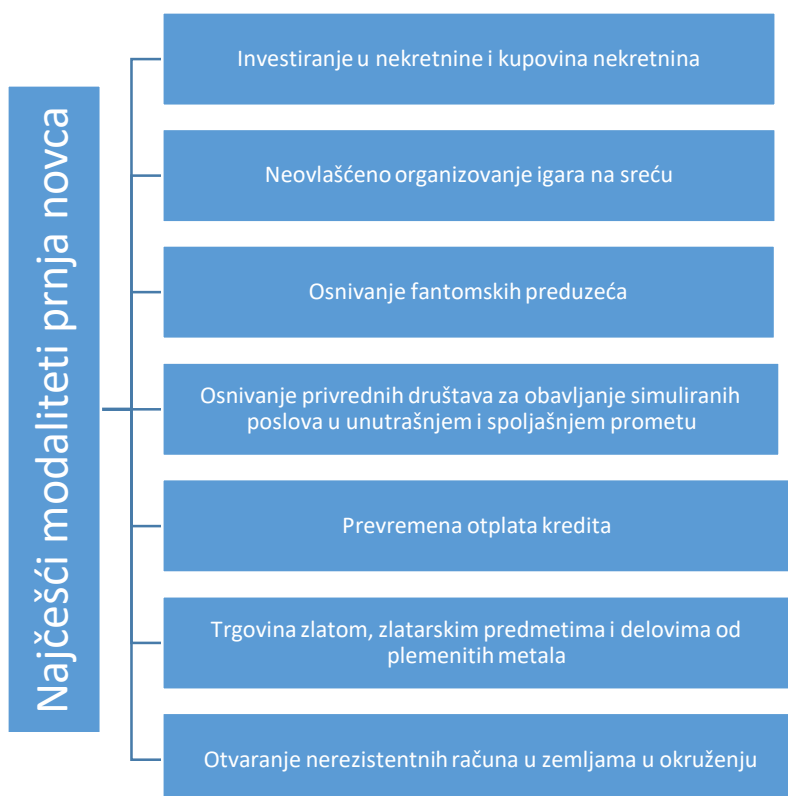 Najčešći modaliteti prnja novca
Investiranje u nekretnine i kupovina nekretnina
Neovlašćeno organizovanje igara na sreću
Osnivanje fantomskih preduzeća
Osnivanje privrednih društava za obavljanje simuliranih
poslova u unutrašnjem i spoljašnjem prometu
Prevremena otplata kredita
Trgovina zlatom, zlatarskim predmetima i delovima od
plemenitih metala
Otvaranje nerezistentnih računa u zemljama u okruženju